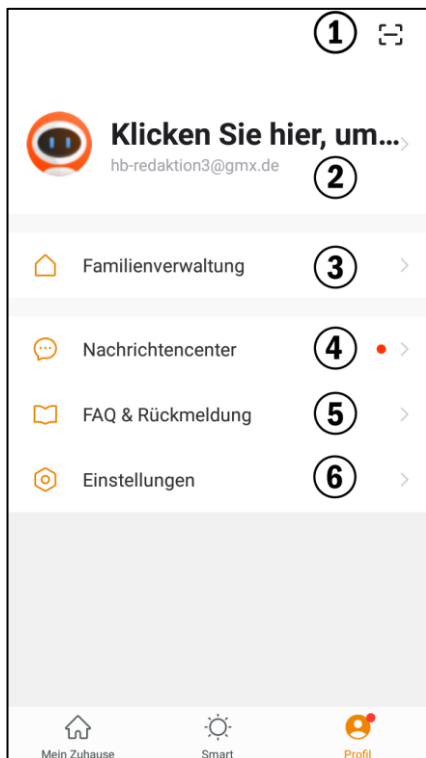 1
Klicken Sie hier, um...
hb-redaktion3@gmx.de
2
Familienverwaltung 3
Nachrichtencenter 4
FAQ & Rückmeldung 5
Einstellungen 6
Mein Zuhause Smart Profil